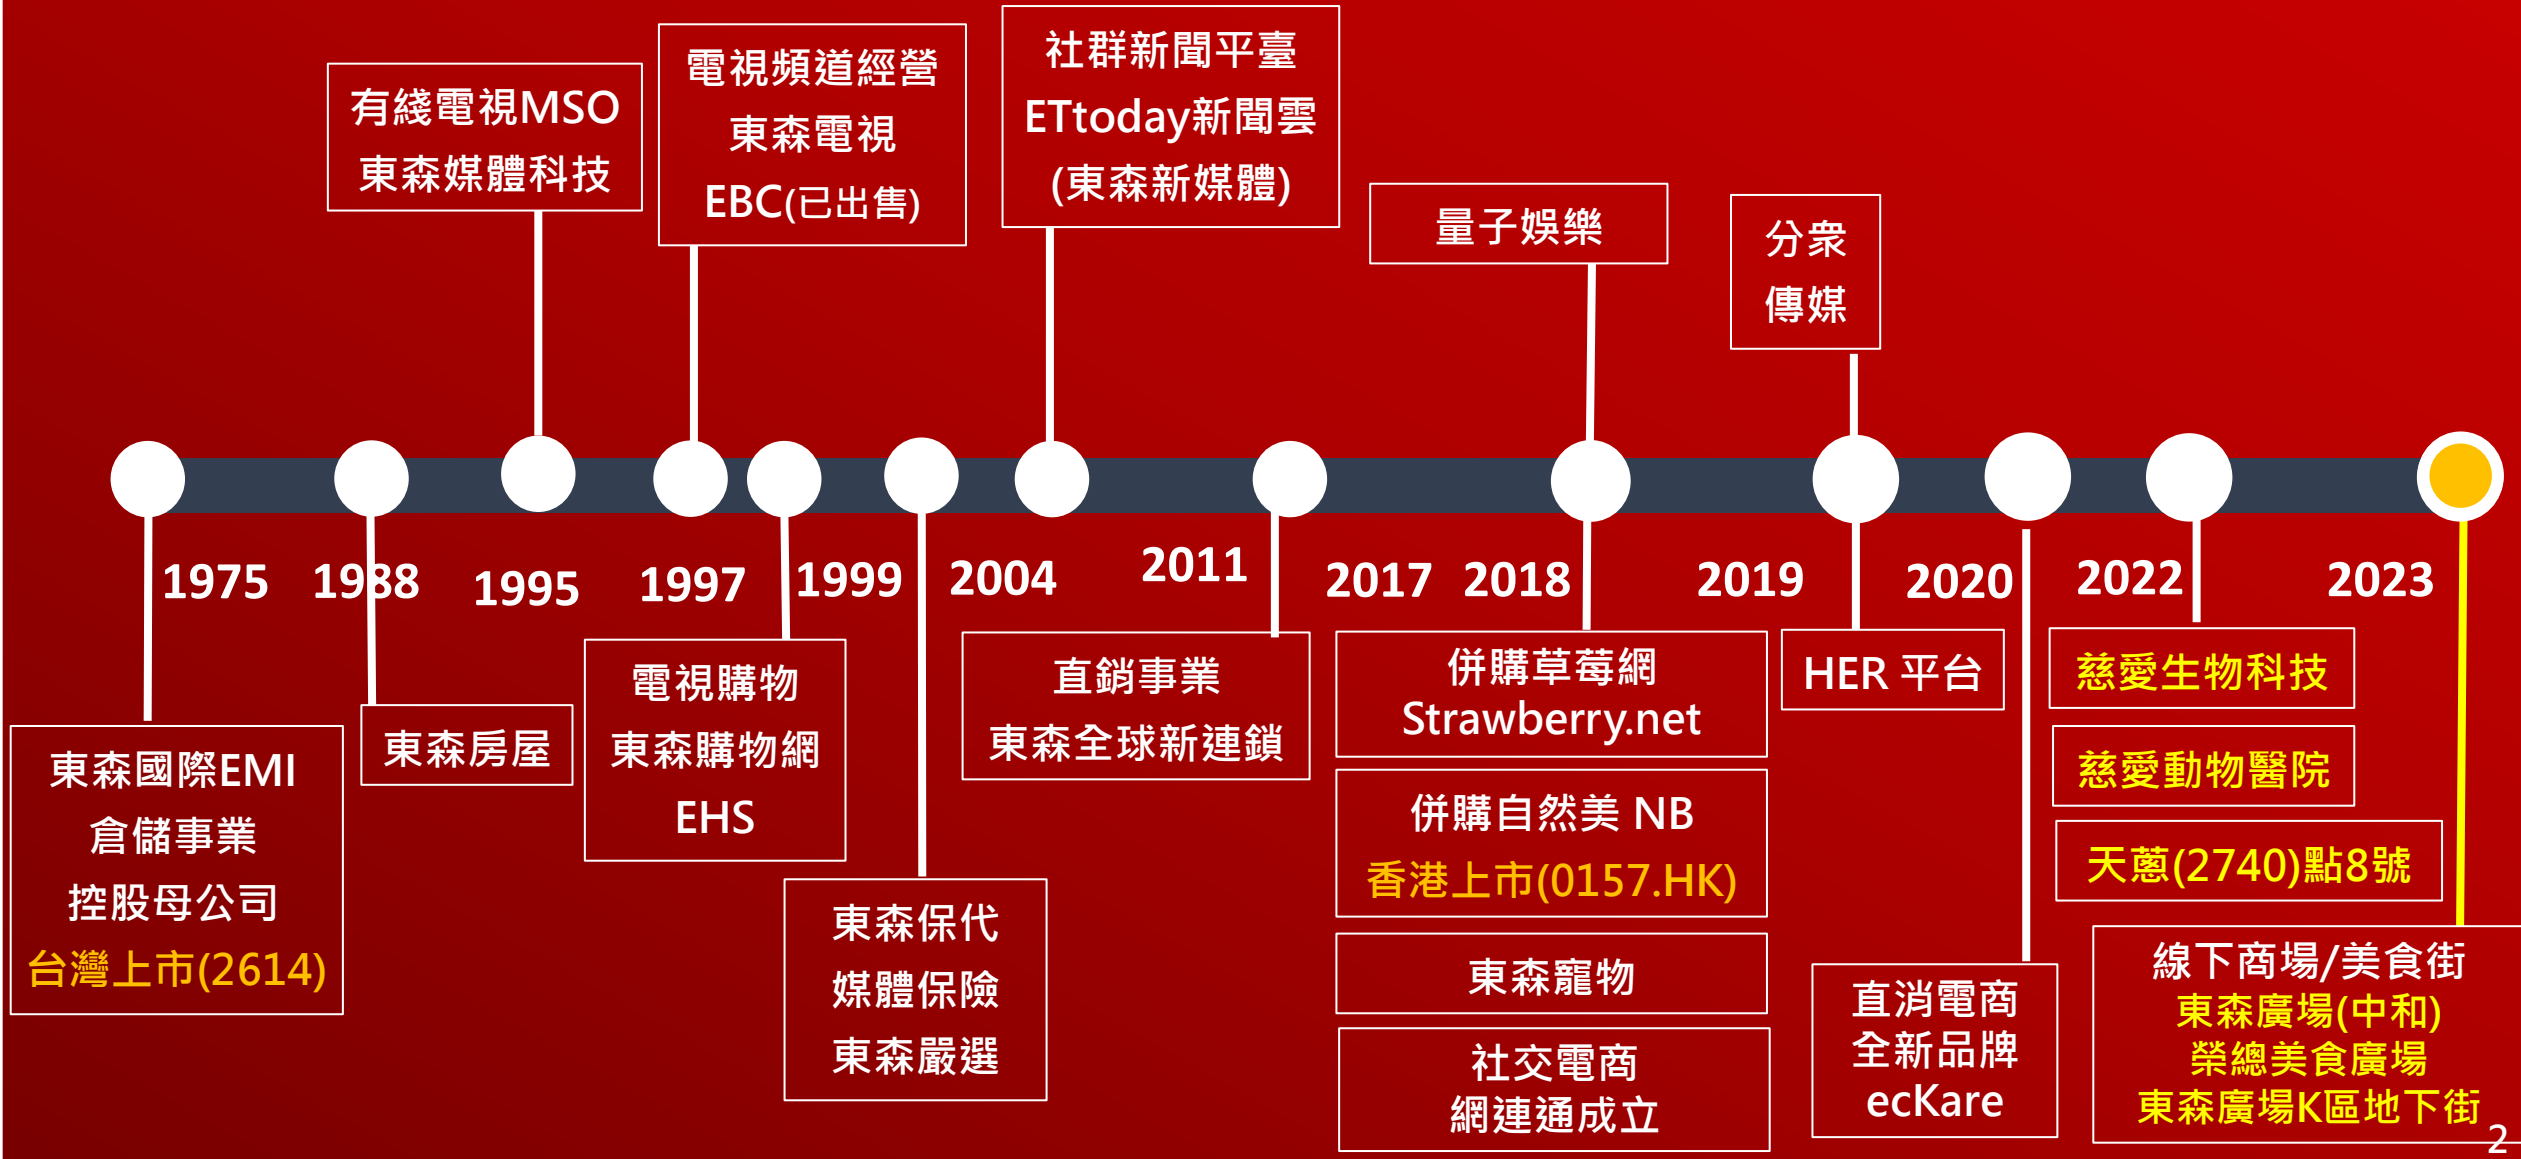 有綫電視MSO
東森媒體科技
電視頻道經營
東森電視
EBC(已出售)
社群新聞平臺
ETtoday新聞雲
(東森新媒體)
量子娛樂
分衆
傳媒
1975
1988
1995
1997
1999
2004
2011
2017
2018
2019
2020
2022
2023
東森國際EMI
倉儲事業
控股母公司
台灣上市(2614)
東森房屋
電視購物
東森購物網
EHS
東森保代
媒體保險
東森嚴選
直銷事業
東森全球新連鎖
併購草莓網
Strawberry.net
併購自然美 NB
香港上市(0157.HK)
東森寵物
社交電商
網連通成立
HER 平台
直消電商
全新品牌
ecKare
慈愛生物科技
慈愛動物醫院
天蔥(2740)點8號
線下商場/美食街
東森廣場(中和)
榮總美食廣場
東森廣場K區地下街
2